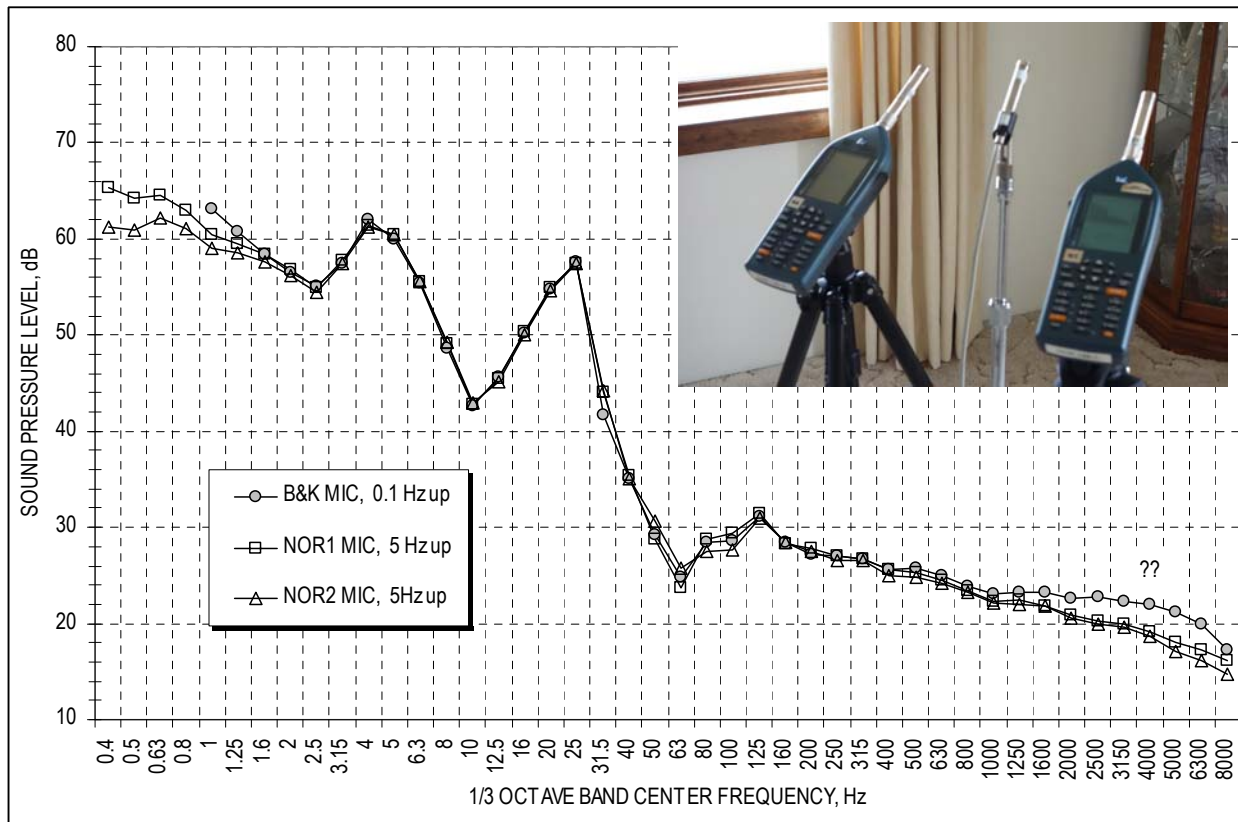 80
70
60
50
40
30
20
10
SOUND PRESSURE LEVEL, dB
B&K MIC, 0.1 Hz up
NOR1 MIC, 5 Hz up
NOR2 MIC, 5Hz up
??
0.4 0.5 0.63 0.8 1 1.25 1.6 2 2.5 3.15 4 5 6.3 8 10 12.5 16 20 25 31.5 40 50 63 80 100 125 160 200 250 315 400 500 630 800 1000 1250 1600 2000 2500 3150 4000 5000 6300 8000
1/3 OCTAVE BAND CENTER FREQUENCY, Hz